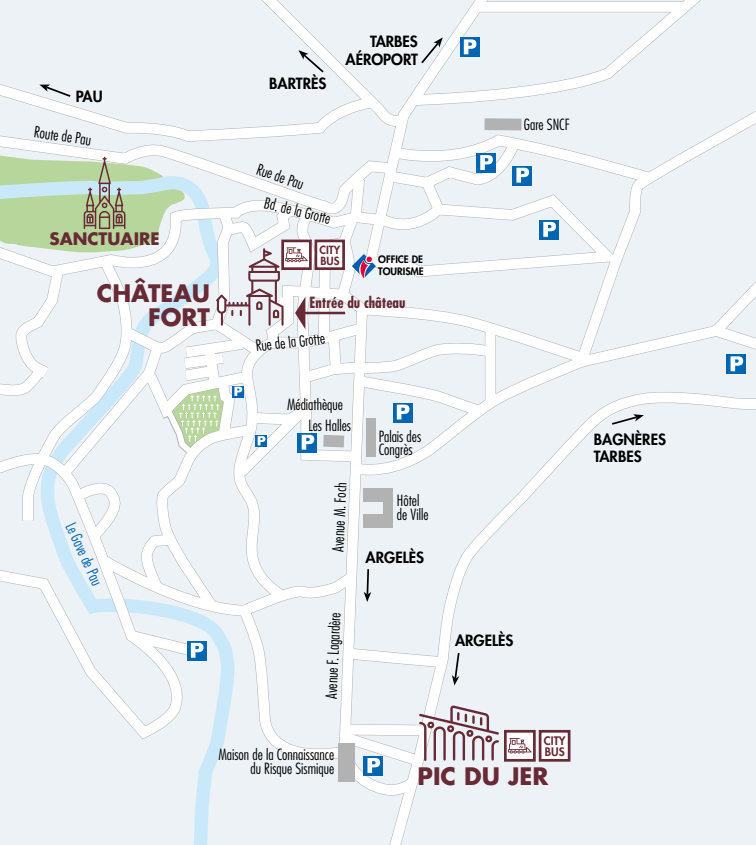 TARBES
AÉROPORT
P
BARTRÈS
PAU
Route de Pau
Gare SNCF
P
P
Rue de Pau
Bd. de la Grotte
SANCTUAIRE
P
CITY
BUS
OFFICE DE
TOURISME
CHÂTEAU
FORT
Entrée du château
Rue de la Grotte
P
P
Médiathèque
P
Les Halles
P
P
Palais des
Congrès
BAGNÈRES
TARBES
Avenue M. Foch
Hôtel
de Ville
Le Gave de Pau
ARGELÈS
Avenue F. Lagardère
ARGELÈS
P
CITY
BUS
Maison de la Connaissance
du Risque Sismique
P
PIC DU JER